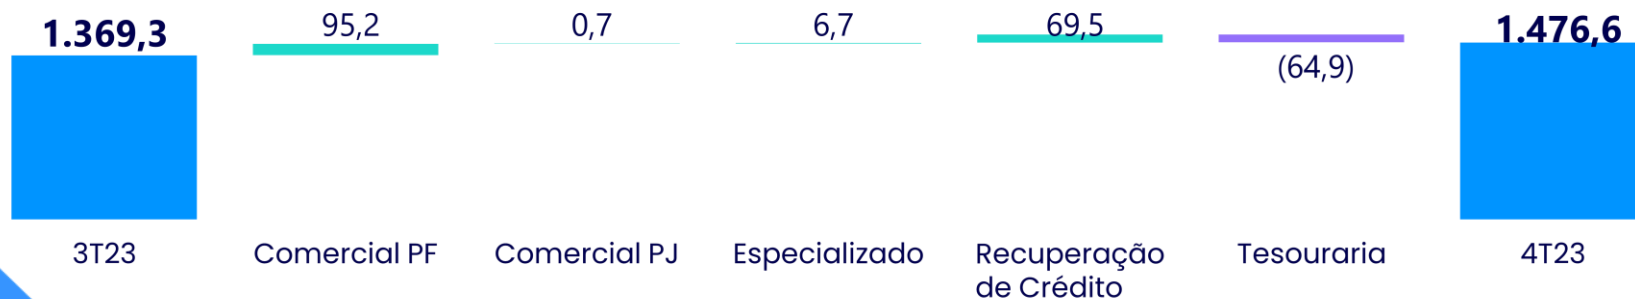 1.369,3
95,2
0,7
6,7
69,5
(64,9)
1.476,6
3T23
Comercial PF
Comercial PJ
Especializado
Recuperação
de Crédito
Tesouraria
4T23